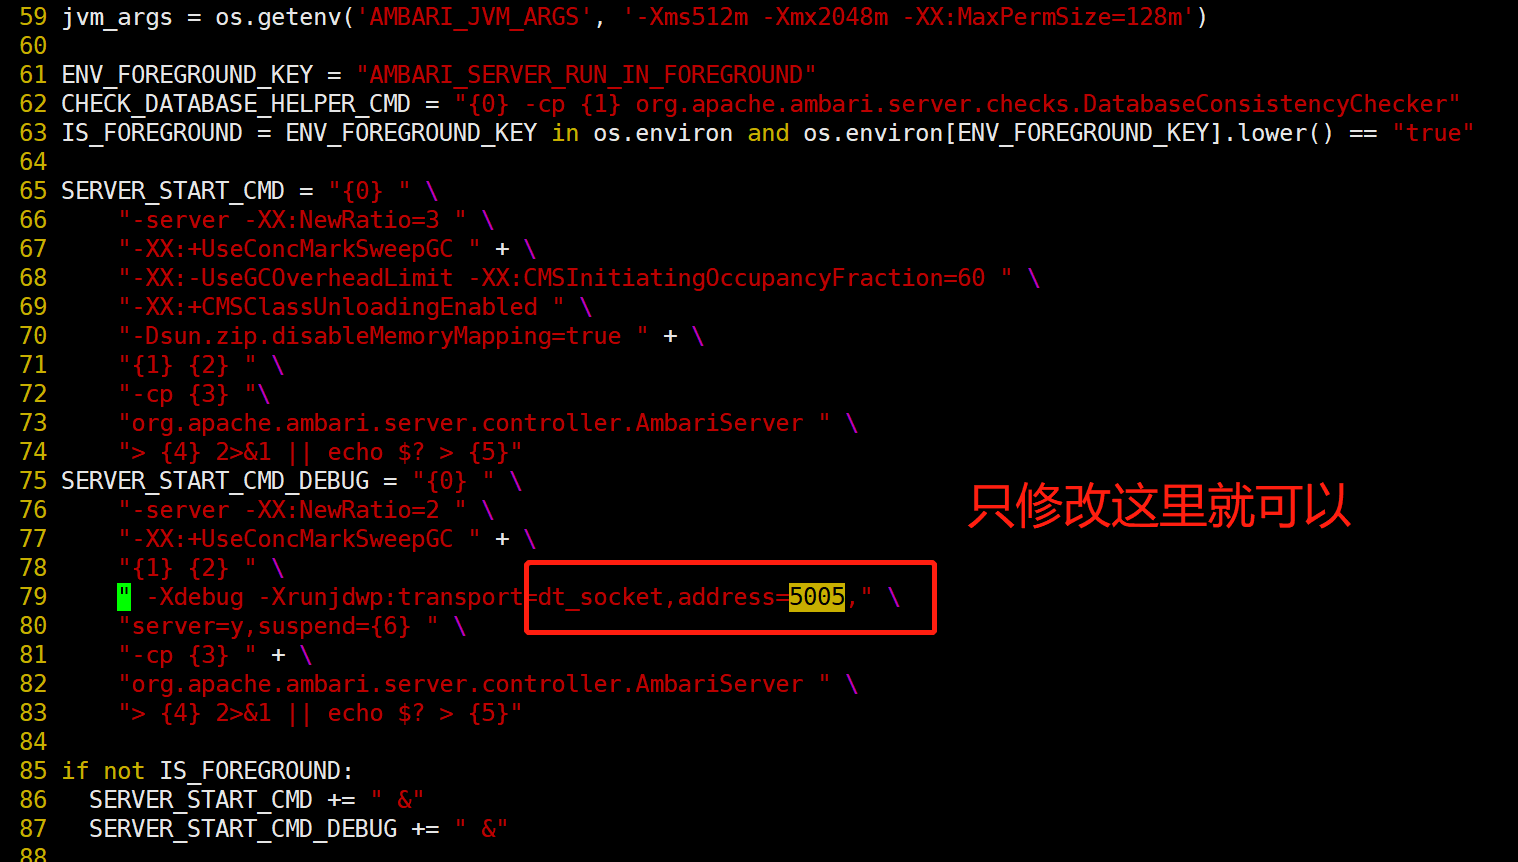 59 jvm_args = os.getenv('AMBARI_JVM_ARGS', '-Xms512m -Xmx2048m -XX:MaxPermSize=128m')
60
61 ENV_FOREGROUND_KEY = "AMBARI_SERVER_RUN_IN_FOREGROUND"
62 CHECK_DATABASE_HELPER_CMD = "{0} -cp {1} org.apache.ambari.server.checks.DatabaseConsistencyChecker"
63 IS_FOREGROUND = ENV_FOREGROUND_KEY in os.environ and os.environ[ENV_FOREGROUND_KEY].lower() == "true"
64
65 SERVER_START_CMD = "{0} " \
66     "-server -XX:NewRatio=3 " \
67     "-XX:+UseConcMarkSweepGC " + \
68     "-XX:-UseGCOverheadLimit -XX:CMSInitiatingOccupancyFraction=60 " \
69     "-XX:+CMSClassUnloadingEnabled " \
70     "-Dsun.zip.disableMemoryMapping=true " + \
71     "{1} {2} " \
72     "-cp {3} "\
73     "org.apache.ambari.server.controller.AmbariServer " \
74     "> {4} 2>&1 || echo $? > {5}"
75 SERVER_START_CMD_DEBUG = "{0} " \
76     "-server -XX:NewRatio=2 " \
只修改这里就可以
77     "-XX:+UseConcMarkSweepGC " + \
78     "{1} {2} " \
79     " -Xdebug -Xrunjdwp:transport=dt_socket,address=5005," \
80     "server=y,suspend={6} " \
81     "-cp {3} " + \
82     "org.apache.ambari.server.controller.AmbariServer " \
83     "> {4} 2>&1 || echo $? > {5}"
84
85 if not IS_FOREGROUND:
86   SERVER_START_CMD += " &"
87   SERVER_START_CMD_DEBUG += " &"
88